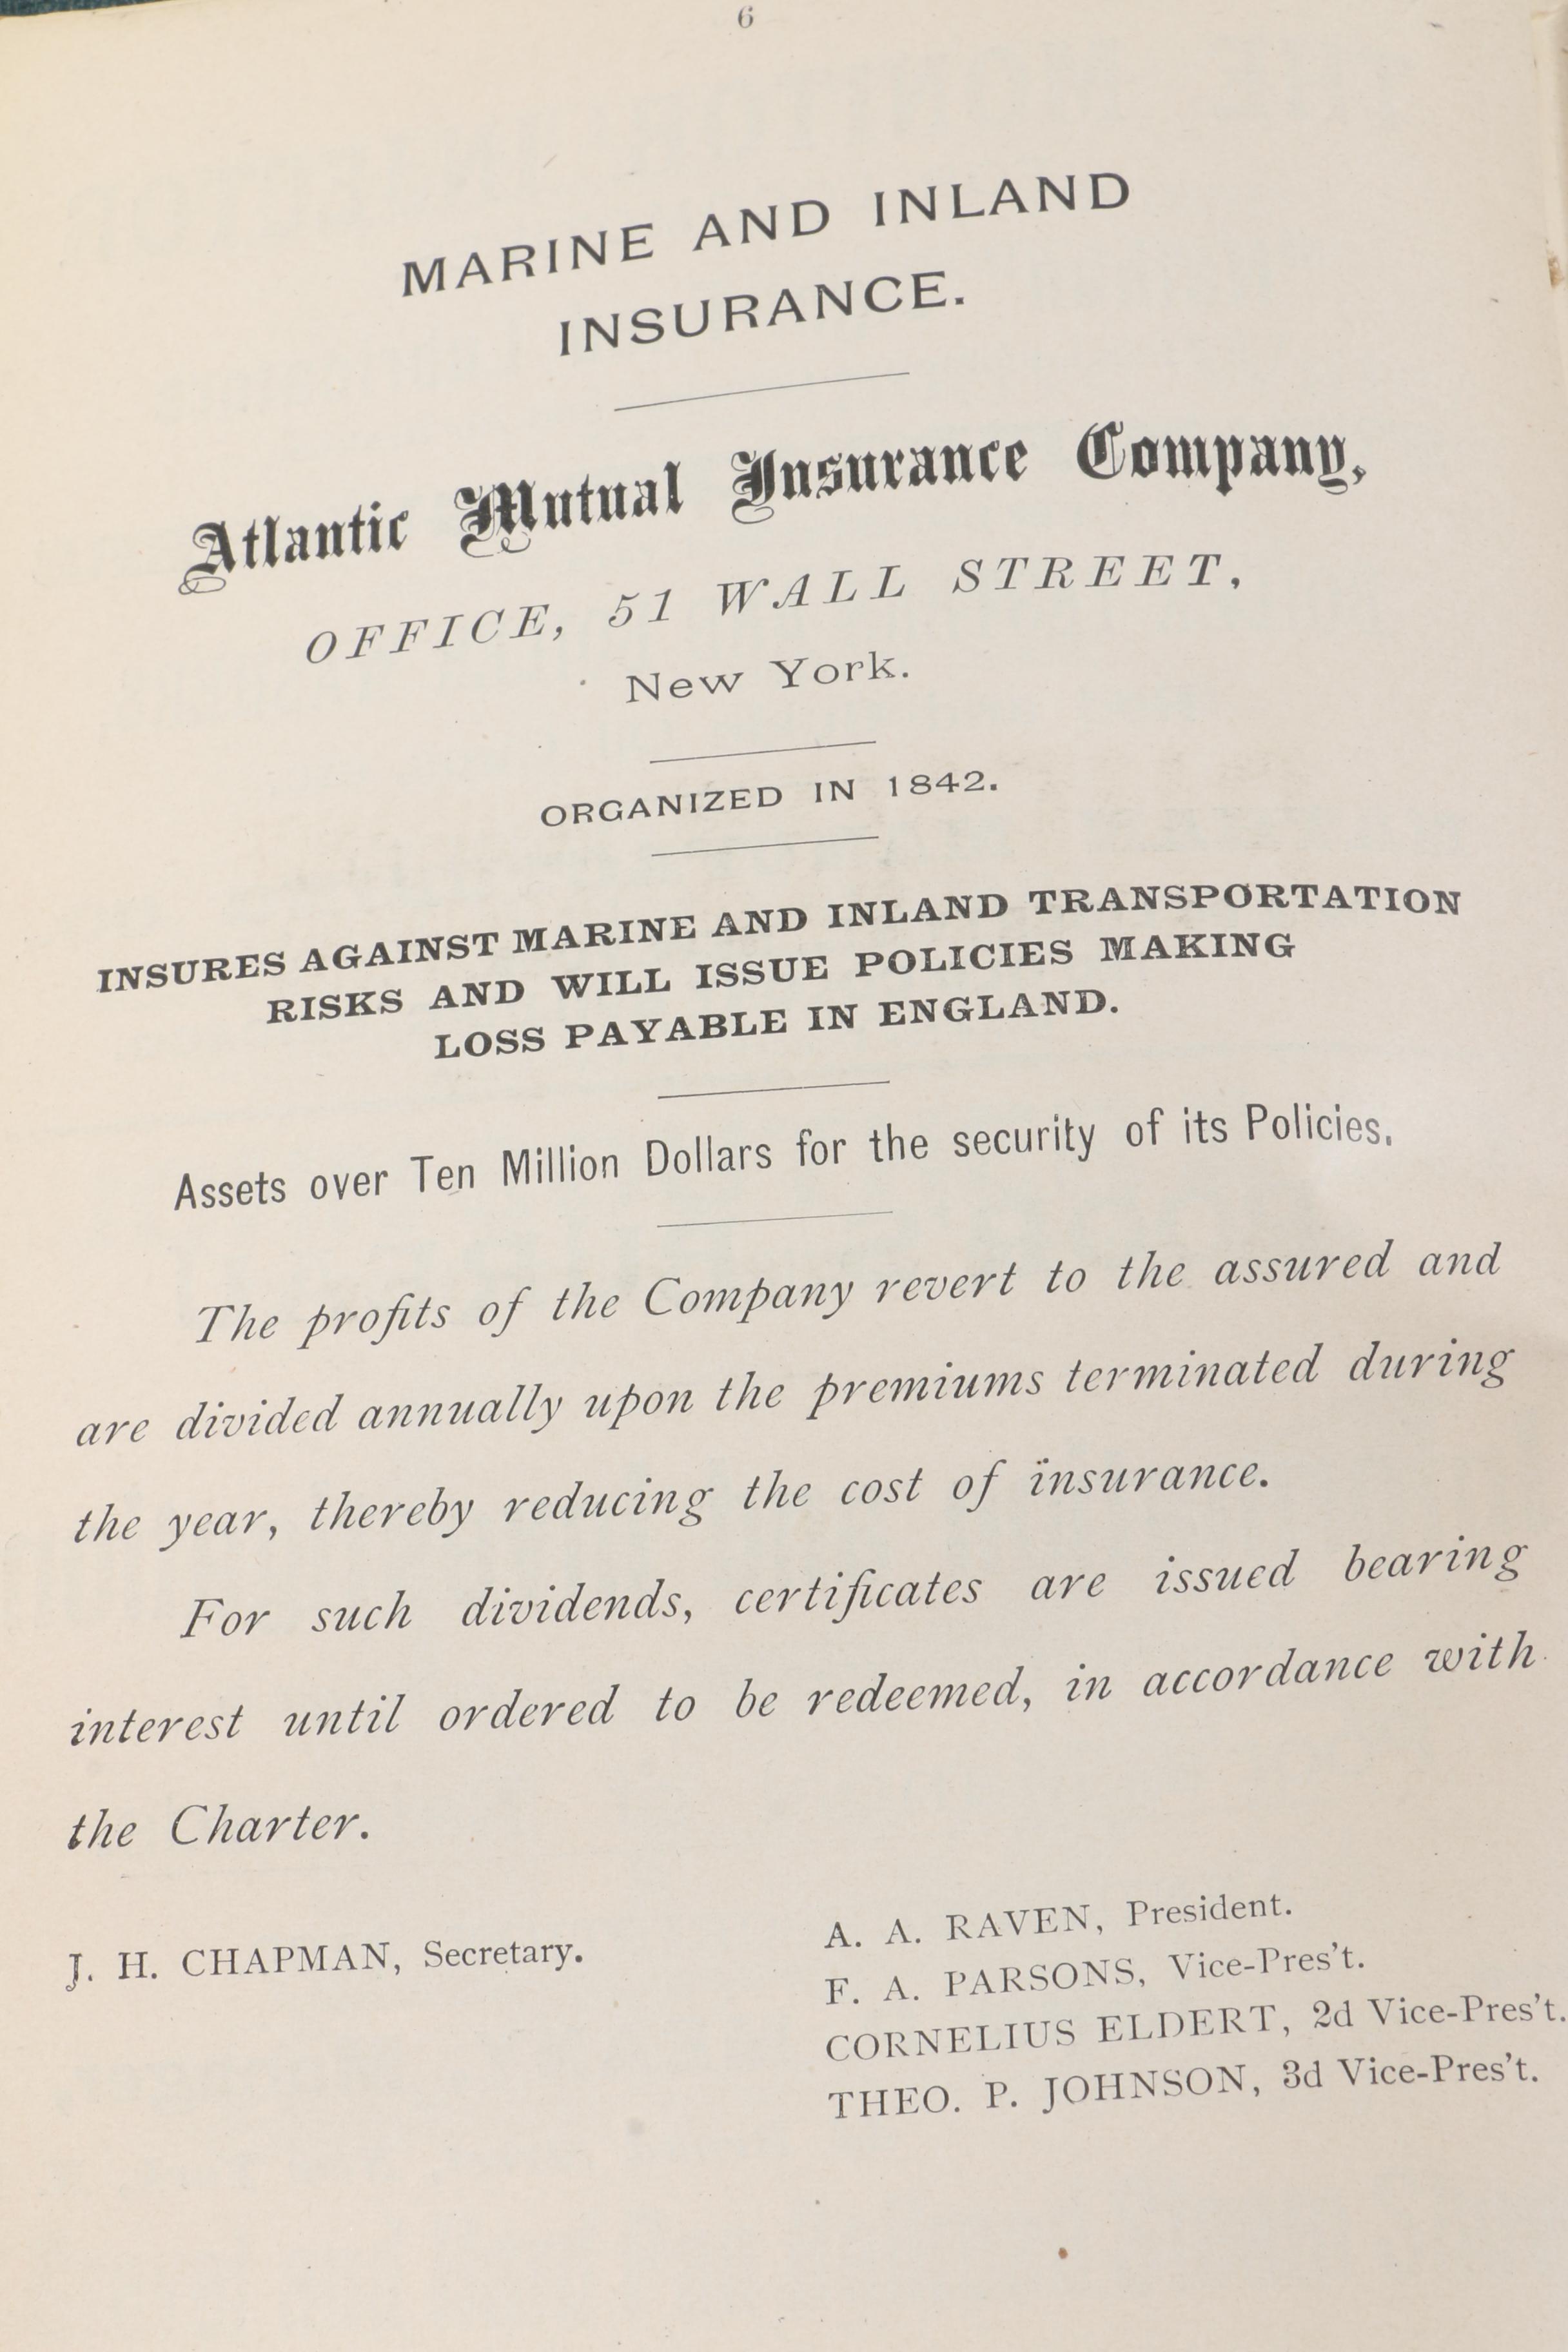 6
MARINE AND INLAND
INSURANCE.
Atlantic Mutual Insurance Company,
OFFICE, 51 WALL STREET,
New York.
ORGANIZED IN 1842.
INSURES AGAINST MARINE AND INLAND TRANSPORTATION
RISKS AND WILL ISSUE POLICIES MAKING
LOSS PAYABLE IN ENGLAND.
Assets over Ten Million Dollars for the security of its Policies.
The profits of the Company revert to the assured and
are divided annually upon the premiums terminated during
the year, thereby reducing the cost of insurance.
For such dividends, certificates are issued bearing
interest until ordered to be redeemed, in accordance with
the Charter.
J. H. CHAPMAN, Secretary.
A. A. RAVEN, President.
F. A. PARSONS, Vice-Pres't.
CORNELIUS ELDERT, 2d Vice-Pres't.
THEO. P. JOHNSON, 3d Vice-Pres't.